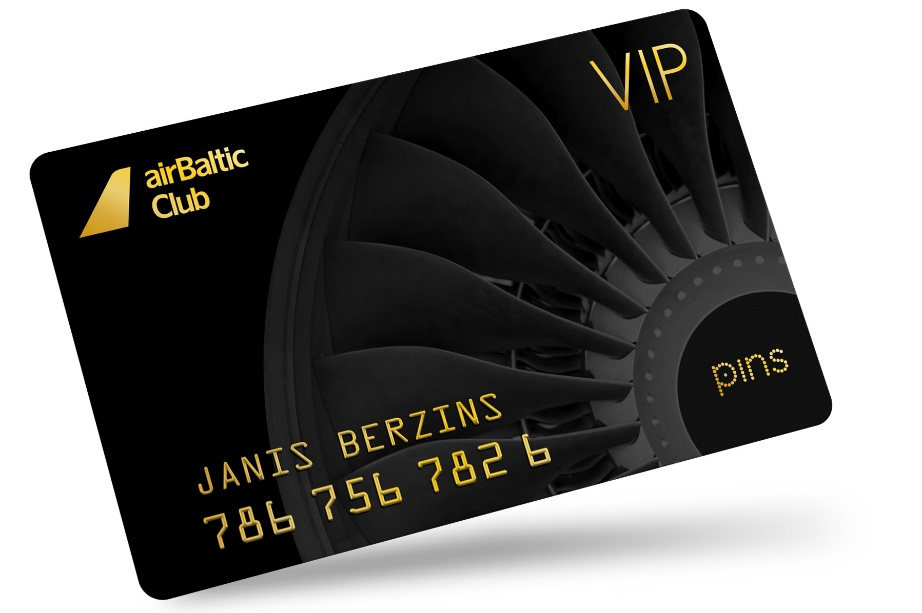 VIP
airBaltic
Club
pins
JANIS BERZINS
786 756 782 6